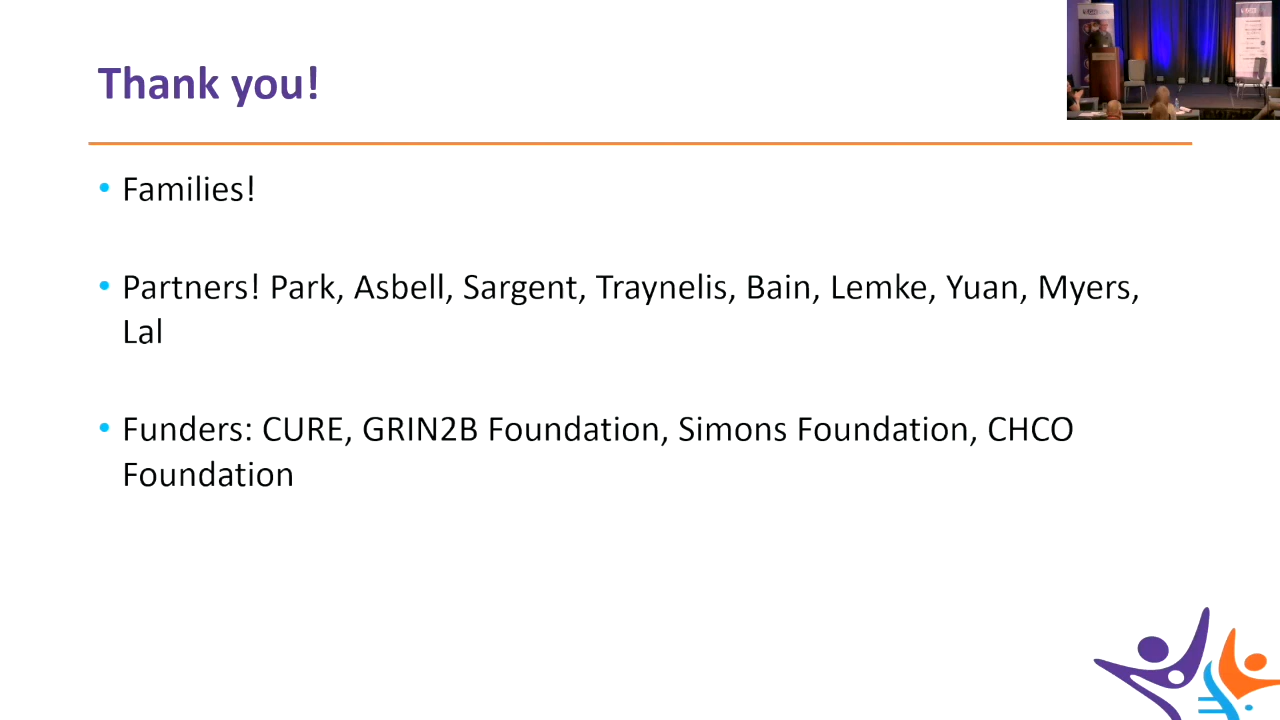 Thank you!
• Families!
• Partners! Park, Asbell, Sargent, Traynelis, Bain, Lemke, Yuan, Myers,
Lal
• Funders: CURE, GRIN2B Foundation, Simons Foundation, CHCO
Foundation